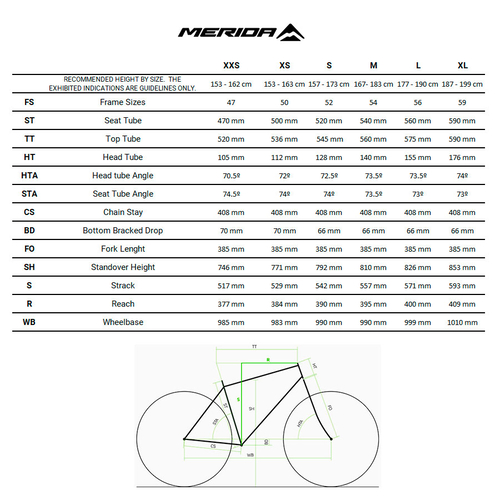 MERIDA
XXS XS S M L XL
RECOMMENDED HEIGHT BY SIZE. THE
EXHIBITED INDICATIONS ARE GUIDELINES ONLY.
153 - 162 cm 153 - 163 cm 157 - 173 cm 167- 183 cm 177 - 190 cm 187 - 199 cm
FS Frame Sizes 47 50 52 54 56 59
ST Seat Tube 470 mm 500 mm 520 mm 540 mm 560 mm 590 mm
TT Top Tube 520 mm 536 mm 545 mm 560 mm 575 mm 590 mm
HT Head Tube 105 mm 112 mm 128 mm 140 mm 155 mm 176 mm
HTA Head tube Angle 70.5º 72º 72.5º 73.5º 73.5º 74º
STA Seat Tube Angle 74.5º 74º 74º 73.5º 73º 73º
CS Chain Stay 408 mm 408 mm 408 mm 408 mm 408 mm 408 mm
BD Bottom Bracked Drop 70 mm 70 mm 66 mm 66 mm 66 mm 66 mm
FO Fork Lenght 385 mm 385 mm 385 mm 385 mm 385 mm 385 mm
SH Standover Height 746 mm 771 mm 792 mm 810 mm 826 mm 853 mm
S Strack 517 mm 529 mm 542 mm 557 mm 571 mm 593 mm
R Reach 377 mm 384 mm 390 mm 395 mm 400 mm 409 mm
WB Wheelbase 985 mm 983 mm 990 mm 990 mm 999 mm 1010 mm
TT
R
HT
S
ST
SH
FO
STA
HTA
BD
CS
WB